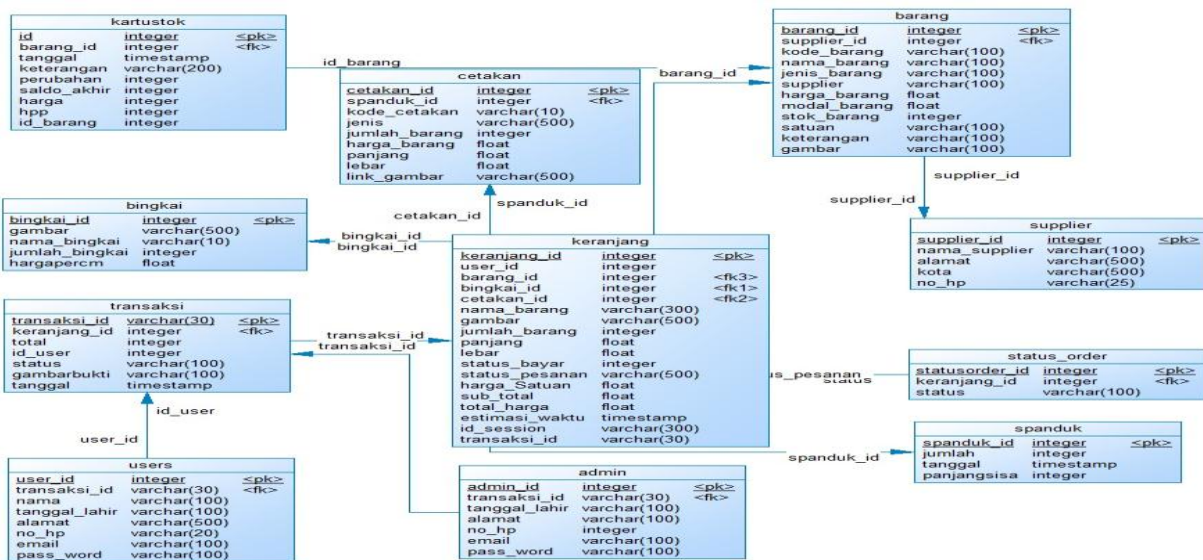 kartustok
id integer <pk>
barang_id integer <fk>
tanggal timestamp
keterangan varchar(200)
perubahan integer
saldo_akhir integer
harga integer
hpp integer
id_barang integer
id_barang
cetakan
cetakan_id integer <pk>
spanduk_id integer <fk>
kode_cetakan varchar(10)
jenis varchar(500)
jumlah_barang integer
harga_barang float
panjang float
lebar float
link_gambar varchar(500)
barang_id
barang
barang_id integer <pk>
supplier_id integer <fk>
kode_barang varchar(100)
nama_barang varchar(100)
jenis_barang varchar(100)
supplier varchar(100)
harga_barang float
modal_barang float
stok_barang integer
satuan varchar(100)
keterangan varchar(100)
gambar varchar(100)
supplier_id
supplier_id
supplier
supplier_id integer <pk>
nama_supplier varchar(100)
alamat varchar(500)
kota varchar(500)
no_hp varchar(25)
bingkai
bingkai_id integer <pk>
gambar varchar(500)
nama_bingkai varchar(10)
jumlah_bingkai integer
hargapercm float
spanduk_id
cetakan_id
bingkai_id
bingkai_id
keranjang
keranjang_id integer <pk>
user_id integer
barang_id integer <fk3>
bingkai_id integer <fk1>
cetakan_id integer <fk2>
nama_barang varchar(300)
gambar varchar(500)
jumlah_barang integer
panjang float
lebar float
status_bayar integer
status_pesanan varchar(500)
harga_Satuan float
sub_total float
total_harga float
estimasi_waktu timestamp
id_session varchar(300)
transaksi_id varchar(30)
transaksi
transaksi_id varchar(30) <pk>
keranjang_id integer <fk>
total integer
id_user integer
status varchar(100)
gambarbukti varchar(100)
tanggal timestamp
transaksi_id
transaksi_id
id_user
user_id
us_pesanan
status
status_order
statusorder_id integer <pk>
keranjang_id integer <fk>
status varchar(100)
spanduk_id
spanduk
spanduk_id integer <pk>
jumlah integer
tanggal timestamp
panjangsisa integer
users
user_id integer <pk>
transaksi_id varchar(30) <fk>
nama varchar(100)
tanggal_lahir varchar(100)
alamat varchar(500)
no_hp varchar(20)
email varchar(100)
pass_word varchar(100)
admin
admin_id integer <pk>
transaksi_id varchar(30) <fk>
tanggal_lahir varchar(100)
alamat varchar(100)
no_hp integer
email varchar(100)
pass_word varchar(100)